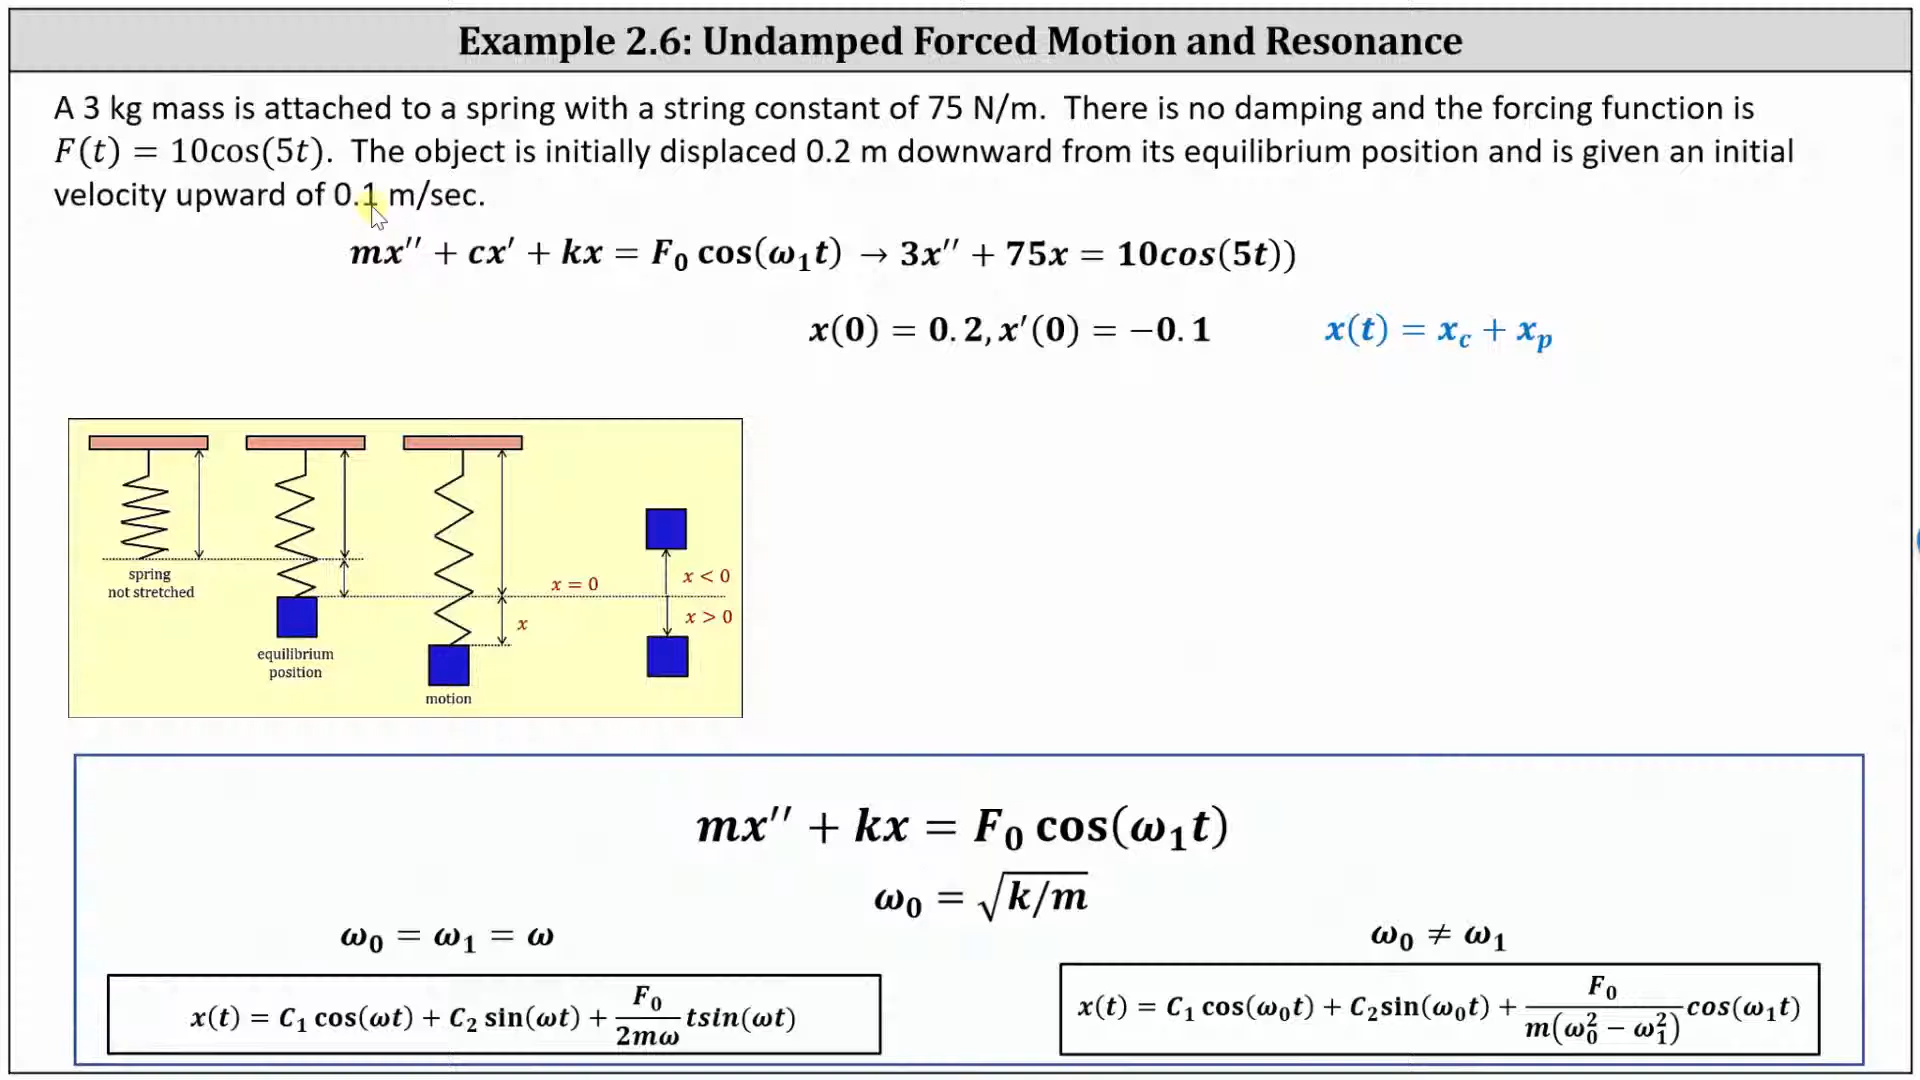 Example 2.6: Undamped Forced Motion and Resonance
A 3 kg mass is attached to a spring with a string constant of 75 N/m.  There is no damping and the forcing function is
F(t) = 10cos(5t).  The object is initially displaced 0.2 m downward from its equilibrium position and is given an initial
velocity upward of 0.1 m/sec.
mx′′ + cx′ + kx = F₀ cos(ω₁t) → 3x′′ + 75x = 10cos(5t))
x(0) = 0.2, x′(0) = −0.1
x(t) = x_c + x_p
spring
not stretched
equilibrium
position
motion
x = 0
x
x < 0
x > 0
mx′′ + kx = F₀ cos(ω₁t)
ω₀ = √(k/m)
ω₀ = ω₁ = ω
x(t) = C₁ cos(ωt) + C₂ sin(ωt) + F₀/(2mω) tsin(ωt)
ω₀ ≠ ω₁
x(t) = C₁ cos(ω₀t) + C₂sin(ω₀t) + F₀/(m(ω₀² − ω₁²)) cos(ω₁t)